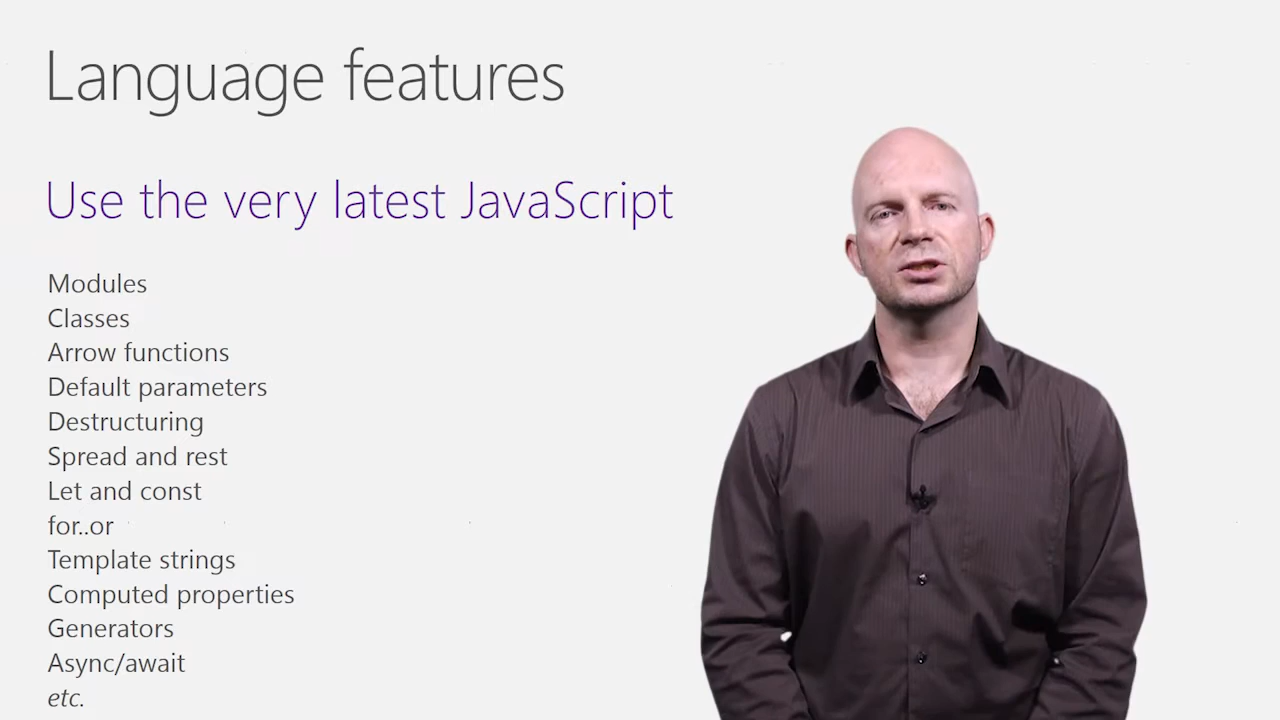 Language features
Use the very latest JavaScript
Modules
Classes
Arrow functions
Default parameters
Destructuring
Spread and rest
Let and const
for..or
Template strings
Computed properties
Generators
Async/await
etc.